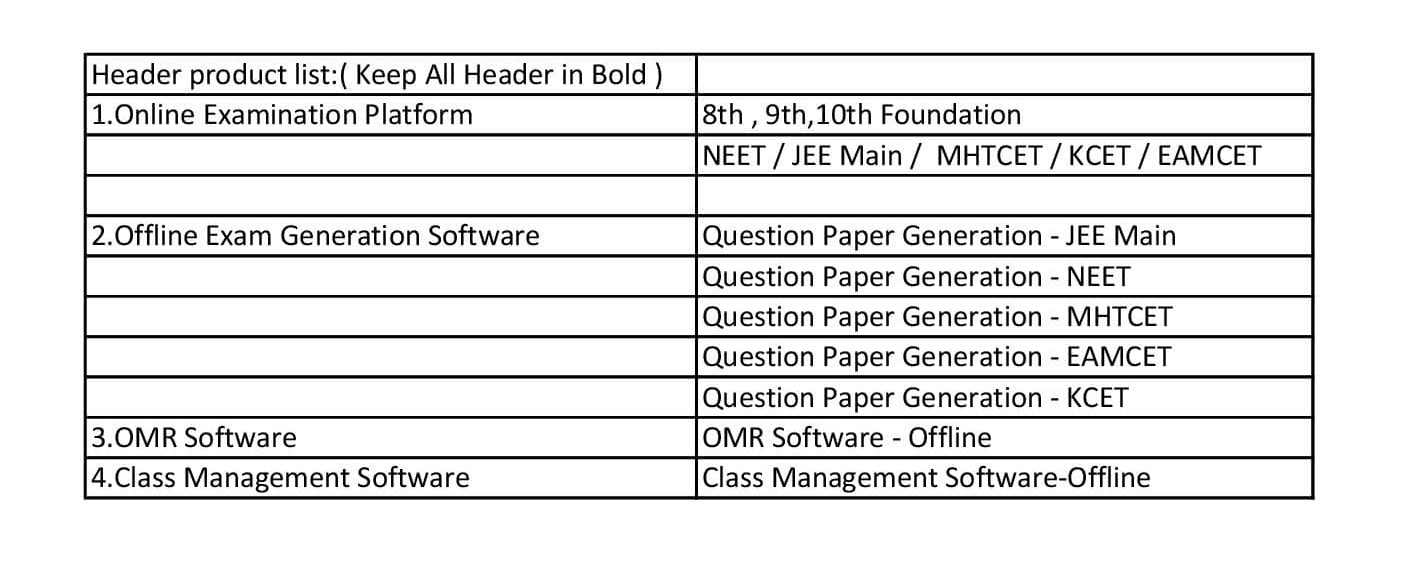 Header product list:( Keep All Header in Bold )
1.Online Examination Platform 8th , 9th,10th Foundation
NEET / JEE Main /  MHTCET / KCET / EAMCET
2.Offline Exam Generation Software Question Paper Generation - JEE Main
Question Paper Generation - NEET
Question Paper Generation - MHTCET
Question Paper Generation - EAMCET
Question Paper Generation - KCET
3.OMR Software OMR Software - Offline
4.Class Management Software Class Management Software-Offline